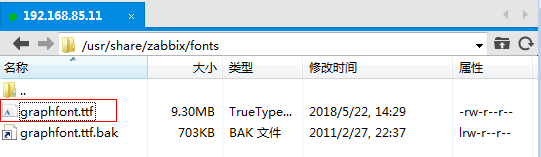 192.168.85.11
/usr/share/zabbix/fonts
名称 大小 类型 修改时间 属性
..
graphfont.ttf 9.30MB TrueType... 2018/5/22, 14:29 -rw-r--r--
graphfont.ttf.bak 703KB BAK 文件 2011/2/27, 22:37 lrw-r--r--